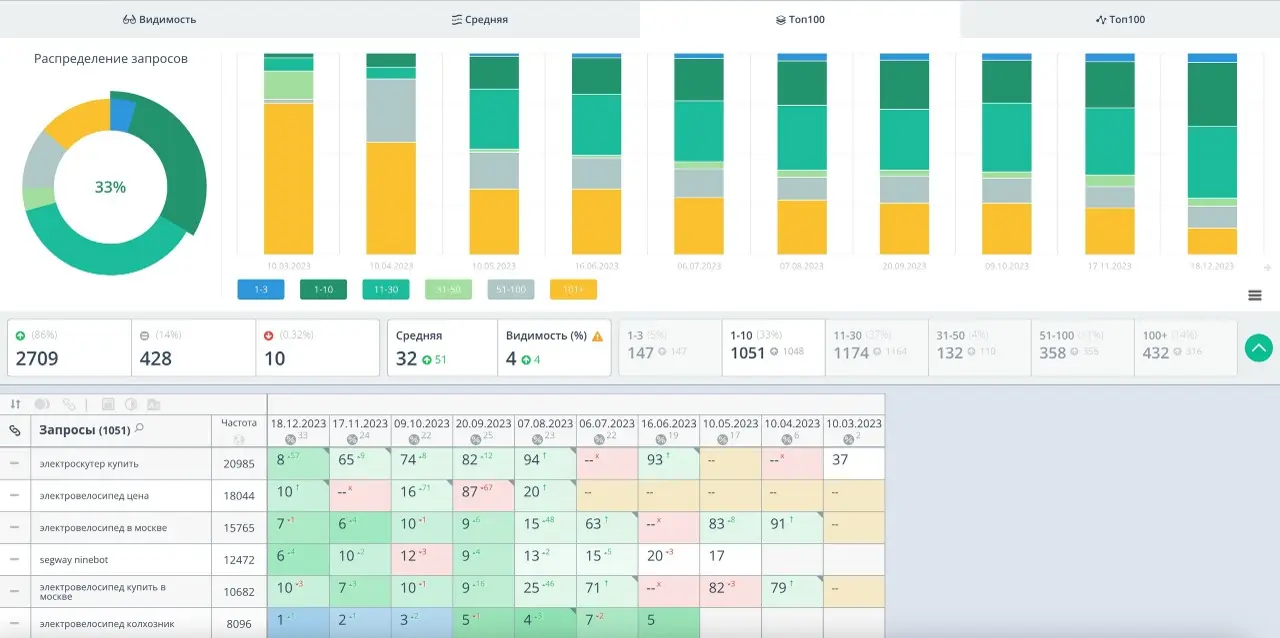 Видимость
Средняя
Топ100
Топ100
Распределение запросов
33%
10.03.2023 10.04.2023 10.05.2023 16.06.2023 06.07.2023 07.08.2023 20.09.2023 09.10.2023 17.11.2023 18.12.2023
1-3 1-10 11-30 31-50 51-100 101+
(86%) (14%) (0.32%) Средняя Видимость (%) 1-3 (5%) 1-10 (33%) 11-30 (37%) 31-50 (4%) 51-100 (11%) 100+ (14%)
2709 428 10 32 51 4 4 147 147 1051 1048 1174 1164 132 110 358 355 432 316
Запросы (1051) Частота 18.12.2023 17.11.2023 09.10.2023 20.09.2023 07.08.2023 06.07.2023 16.06.2023 10.05.2023 10.04.2023 10.03.2023
% 33 % 24 % 22 % 25 % 23 % 22 % 19 % 17 % 6 % 2
электроскутер купить 20985 8 +57 65 +9 74 +8 82 +12 94 ↑ -- x 93 ↑ -- -- x 37
электровелосипед цена 18044 10 ↑ -- x 16 +71 87 -67 20 ↑ -- -- -- -- --
электровелосипед в москве 15765 7 -1 6 +4 10 -1 9 +6 15 +48 63 ↑ -- x 83 +8 91 ↑ --
segway ninebot 12472 6 +4 10 +2 12 -3 9 +4 13 +2 15 +5 20 -3 17
электровелосипед купить в
москве 10682 10 -3 7 +3 10 -1 9 +16 25 +46 71 ↑ -- x 82 -3 79 ↑ --
электровелосипед колхозник 8096 1 +1 2 +1 3 +2 5 -1 4 +3 7 -2 5